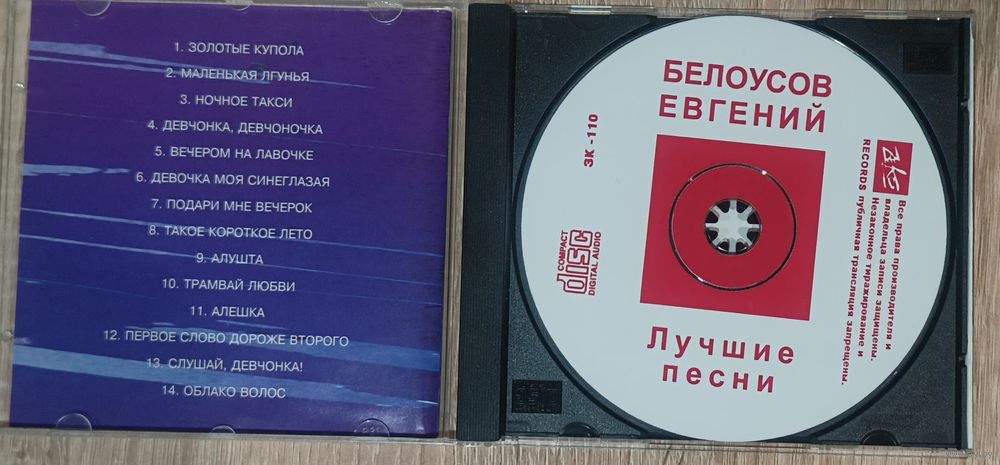 1. ЗОЛОТЫЕ КУПОЛА
2. МАЛЕНЬКАЯ ЛГУНЬЯ
3. НОЧНОЕ ТАКСИ
4. ДЕВЧОНКА, ДЕВЧОНОЧКА
5. ВЕЧЕРОМ НА ЛАВОЧКЕ
6. ДЕВОЧКА МОЯ СИНЕГЛАЗАЯ
7. ПОДАРИ МНЕ ВЕЧЕРОК
8. ТАКОЕ КОРОТКОЕ ЛЕТО
9. АЛУШТА
10. ТРАМВАЙ ЛЮБВИ
11. АЛЕШКА
12. ПЕРВОЕ СЛОВО ДОРОЖЕ ВТОРОГО
13. СЛУШАЙ, ДЕВЧОНКА!
14. ОБЛАКО ВОЛОС
БЕЛОУСОВ
ЕВГЕНИЙ
ЗК -110
COMPACT
disc
DIGITAL AUDIO
RECORDS
Все права производителя и
владельца записи защищены.
Незаконное тиражирование и
публичная трансляция запрещены.
Лучшие
песни